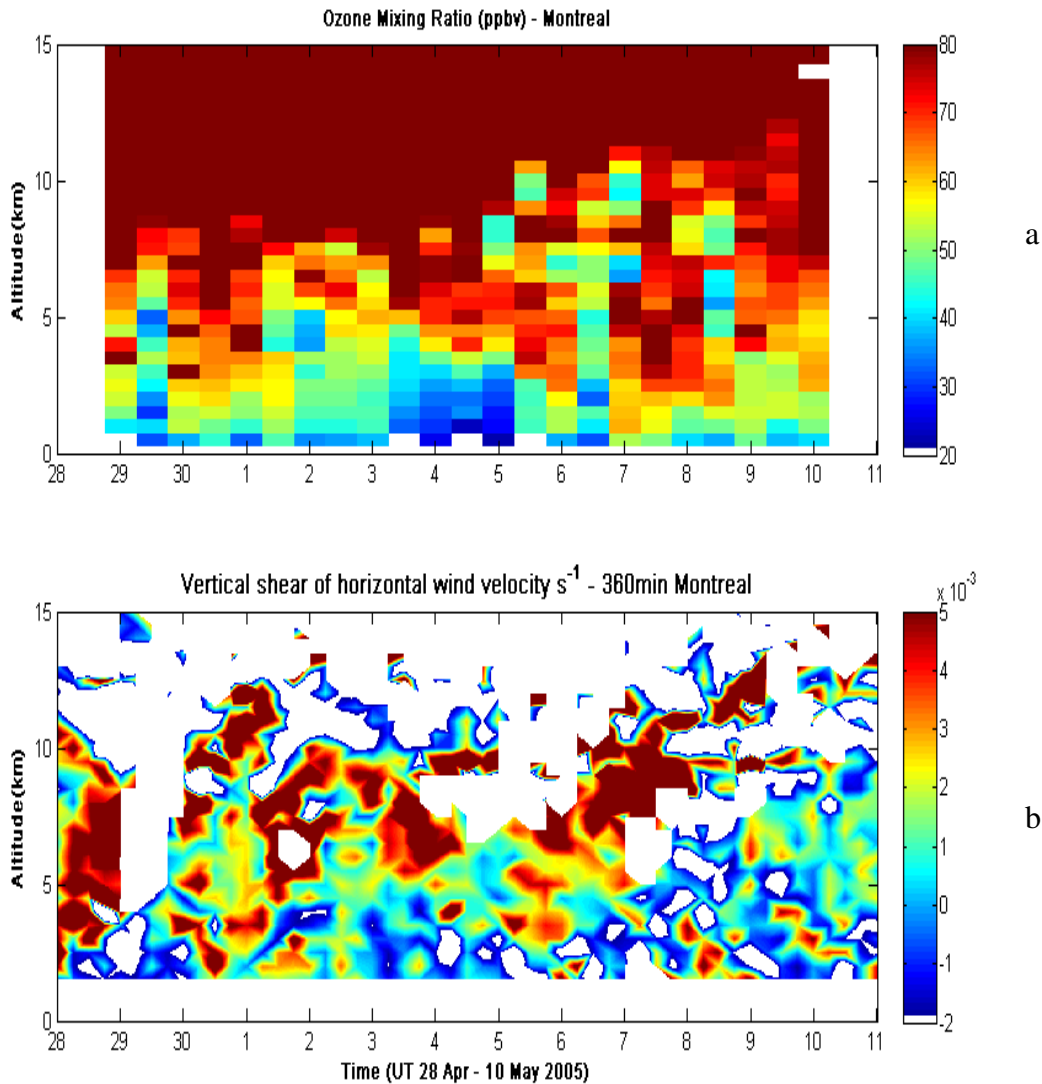 Ozone Mixing Ratio (ppbv) - Montreal
15
10
5
0
Altitude(km)
28 29 30 1 2 3 4 5 6 7 8 9 10 11
80
70
60
50
40
30
20
a
Vertical shear of horizontal wind velocity s⁻¹ - 360min Montreal
15
10
5
0
Altitude(km)
28 29 30 1 2 3 4 5 6 7 8 9 10 11
Time (UT 28 Apr - 10 May 2005)
x 10⁻³
5
4
3
2
1
0
-1
-2
b